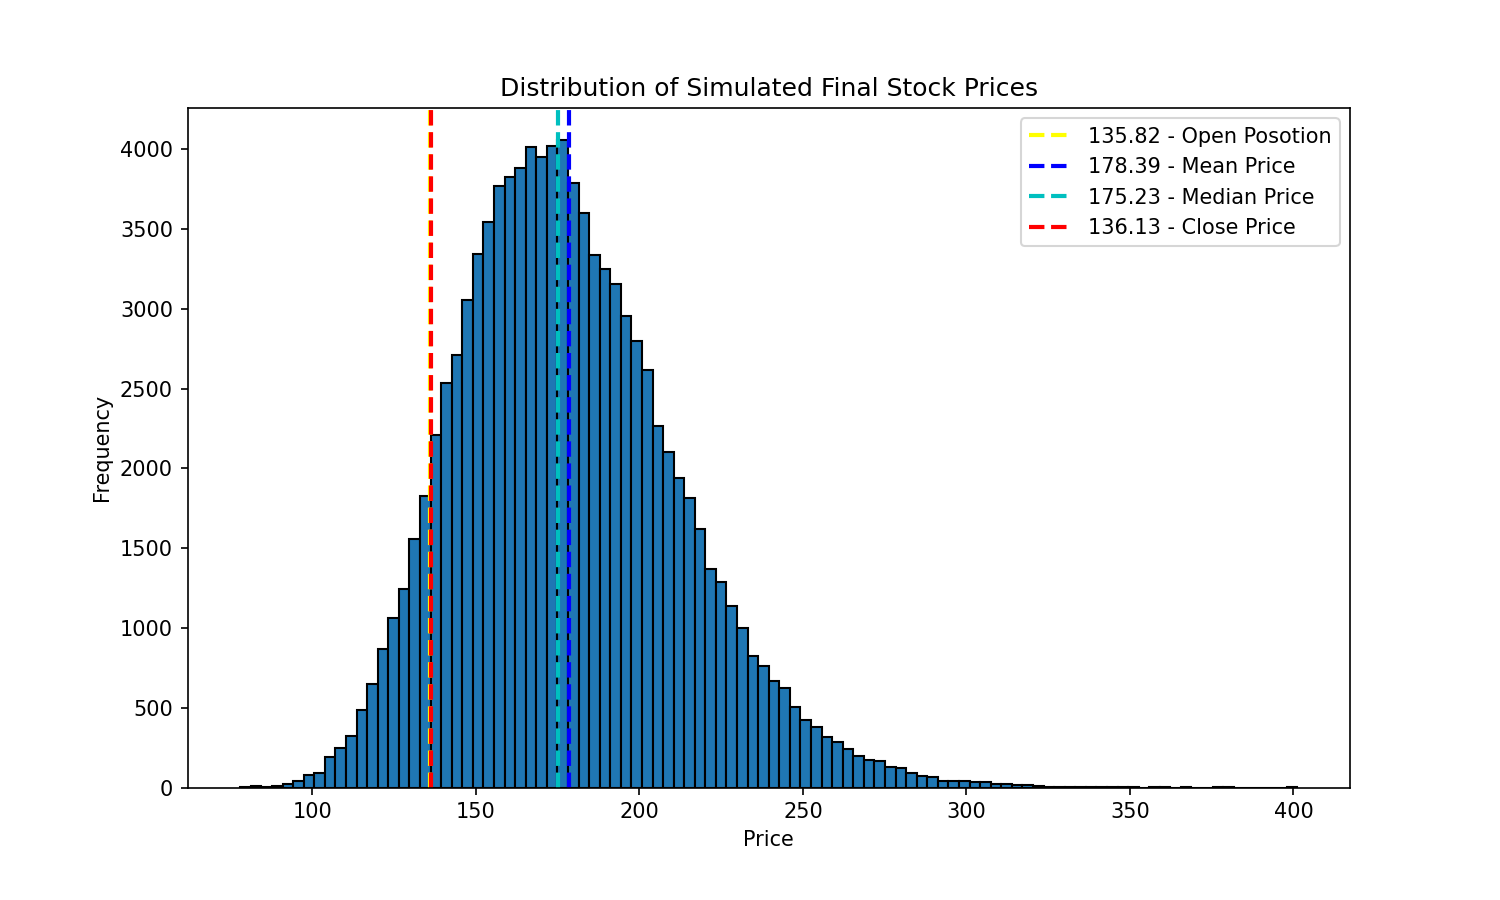 Distribution of Simulated Final Stock Prices
135.82 - Open Posotion
178.39 - Mean Price
175.23 - Median Price
136.13 - Close Price
Frequency
4000
3500
3000
2500
2000
1500
1000
500
0
100 150 200 250 300 350 400
Price